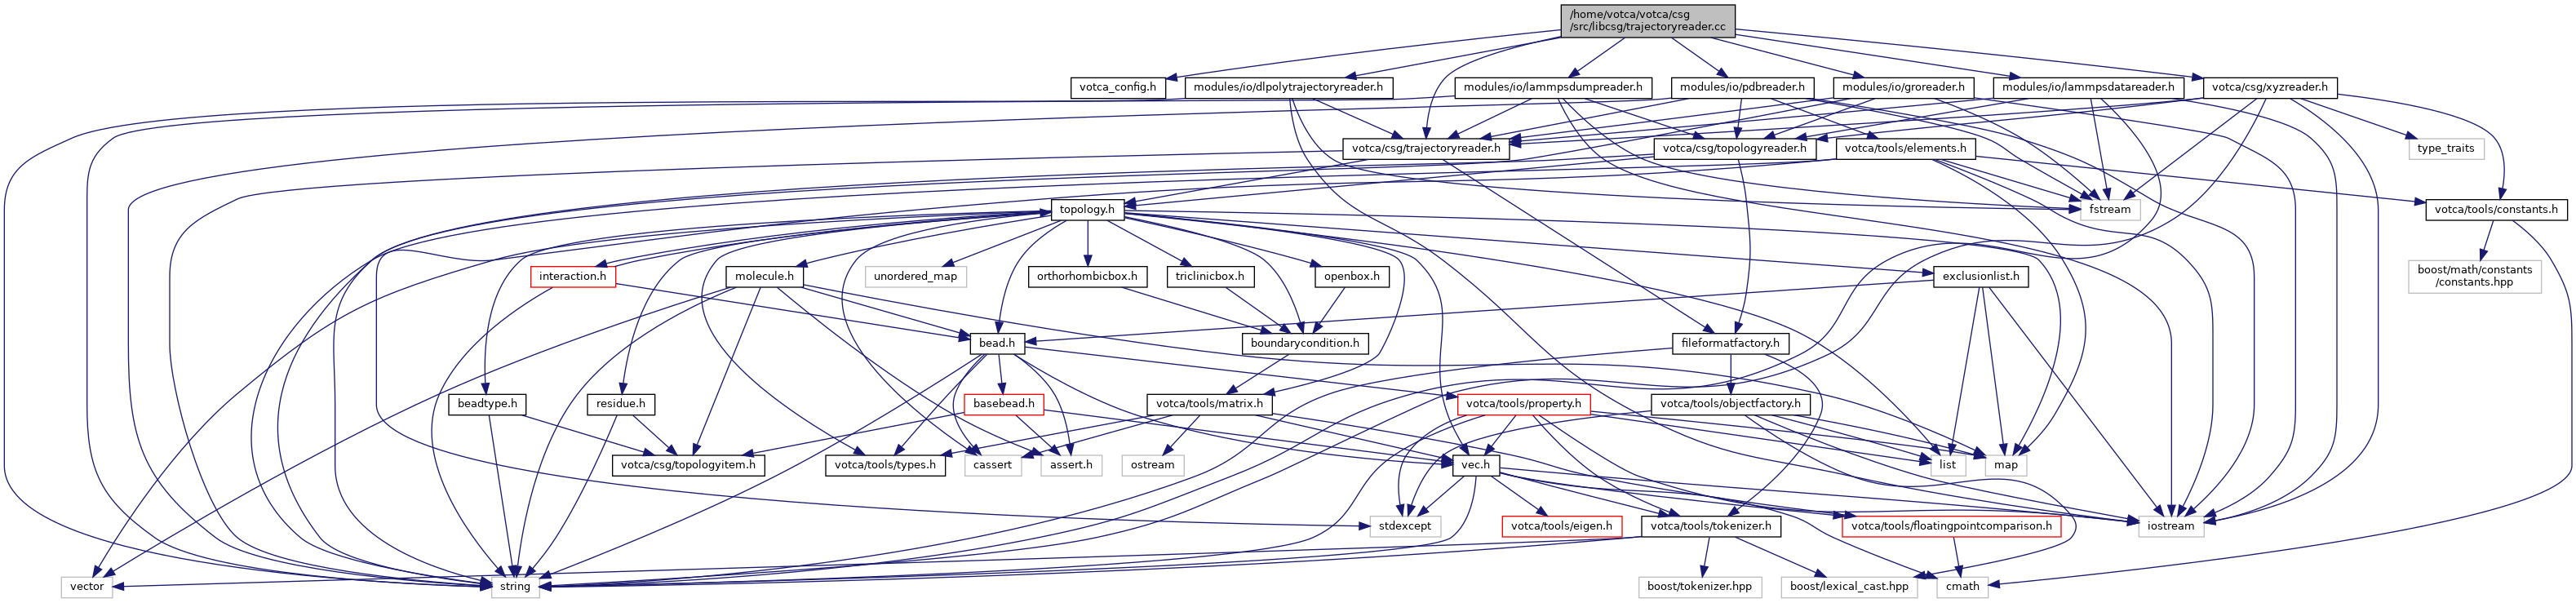 /home/votca/votca/csg
/src/libcsg/trajectoryreader.cc
votca_config.h
modules/io/dlpolytrajectoryreader.h
modules/io/lammpsdumpreader.h
modules/io/pdbreader.h
modules/io/groreader.h
modules/io/lammpsdatareader.h
votca/csg/xyzreader.h
votca/csg/trajectoryreader.h
votca/csg/topologyreader.h
votca/tools/elements.h
type_traits
topology.h
fstream
votca/tools/constants.h
interaction.h
molecule.h
unordered_map
orthorhombicbox.h
triclinicbox.h
openbox.h
exclusionlist.h
boost/math/constants
/constants.hpp
bead.h
boundarycondition.h
fileformatfactory.h
beadtype.h
residue.h
basebead.h
votca/tools/matrix.h
votca/tools/property.h
votca/tools/objectfactory.h
votca/csg/topologyitem.h
votca/tools/types.h
cassert
assert.h
ostream
vec.h
list
map
stdexcept
votca/tools/eigen.h
votca/tools/tokenizer.h
votca/tools/floatingpointcomparison.h
iostream
vector
string
boost/tokenizer.hpp
boost/lexical_cast.hpp
cmath